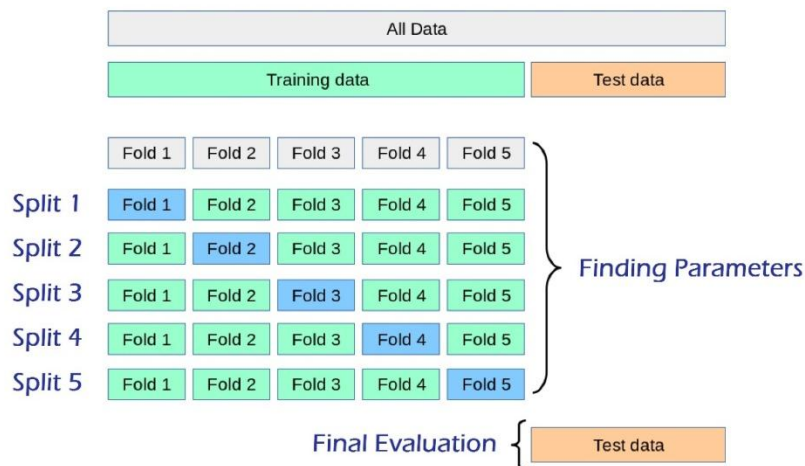 All Data
Training data Test data
Fold 1 Fold 2 Fold 3 Fold 4 Fold 5
Split 1 Fold 1 Fold 2 Fold 3 Fold 4 Fold 5
Split 2 Fold 1 Fold 2 Fold 3 Fold 4 Fold 5
Finding Parameters
Split 3 Fold 1 Fold 2 Fold 3 Fold 4 Fold 5
Split 4 Fold 1 Fold 2 Fold 3 Fold 4 Fold 5
Split 5 Fold 1 Fold 2 Fold 3 Fold 4 Fold 5
Final Evaluation Test data